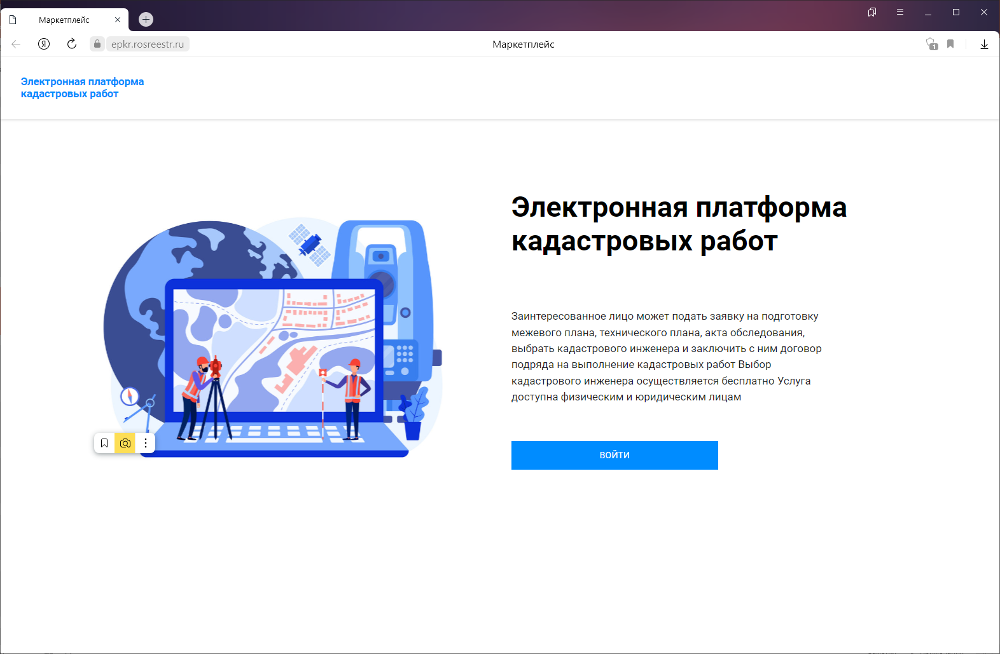 Маркетплейс
epkr.rosreestr.ru
Маркетплейс
1
Электронная платформа
кадастровых работ
Электронная платформа
кадастровых работ
Заинтересованное лицо может подать заявку на подготовку
межевого плана, технического плана, акта обследования,
выбрать кадастрового инженера и заключить с ним договор
подряда на выполнение кадастровых работ Выбор
кадастрового инженера осуществляется бесплатно Услуга
доступна физическим и юридическим лицам
ВОЙТИ